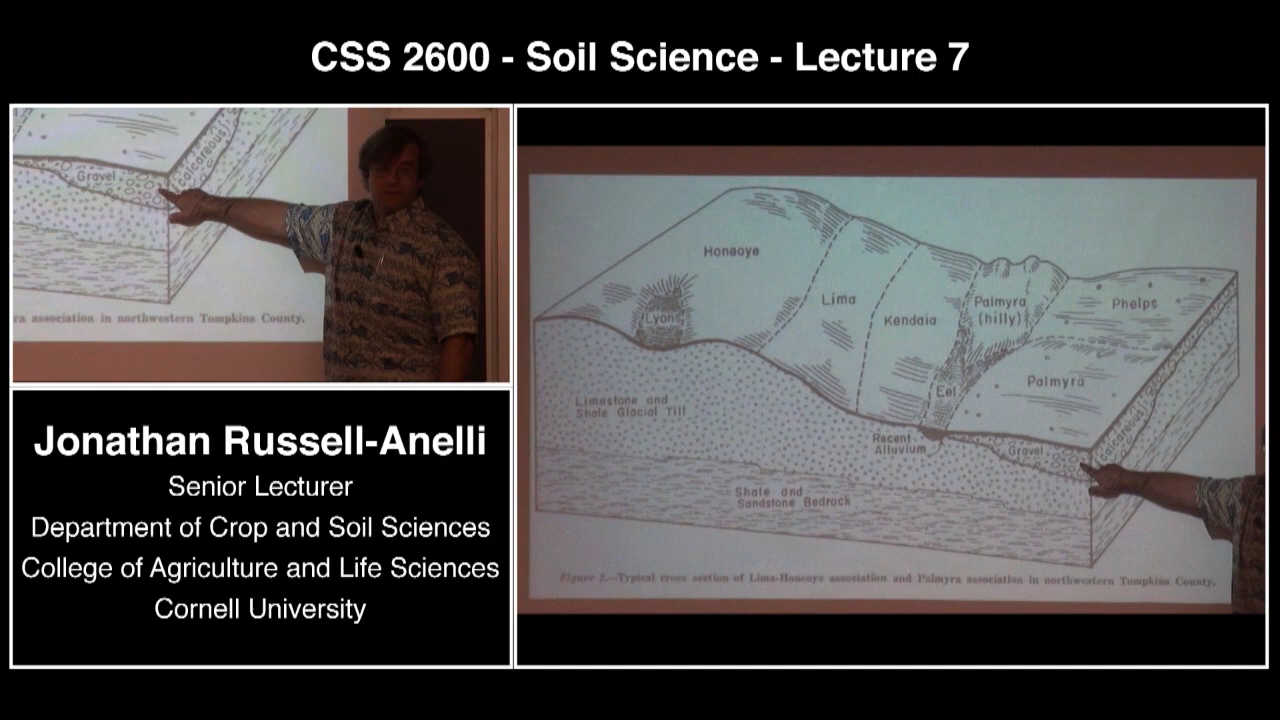 CSS 2600 - Soil Science - Lecture 7
Gravel
Calcareous
ra association in northwestern Tompkins County.
Jonathan Russell-Anelli
Senior Lecturer
Department of Crop and Soil Sciences
College of Agriculture and Life Sciences
Cornell University
Honeoye
Lyons
Lima
Kendaia
Palmyra
(hilly)
Phelps
Eel
Palmyra
Limestone and
Shale Glacial Till
Recent
Alluvium
Gravel
Calcareous
Shale and
Sandstone Bedrock
Figure 2.—Typical cross section of Lima-Honeoye association and Palmyra association in northwestern Tompkins County.